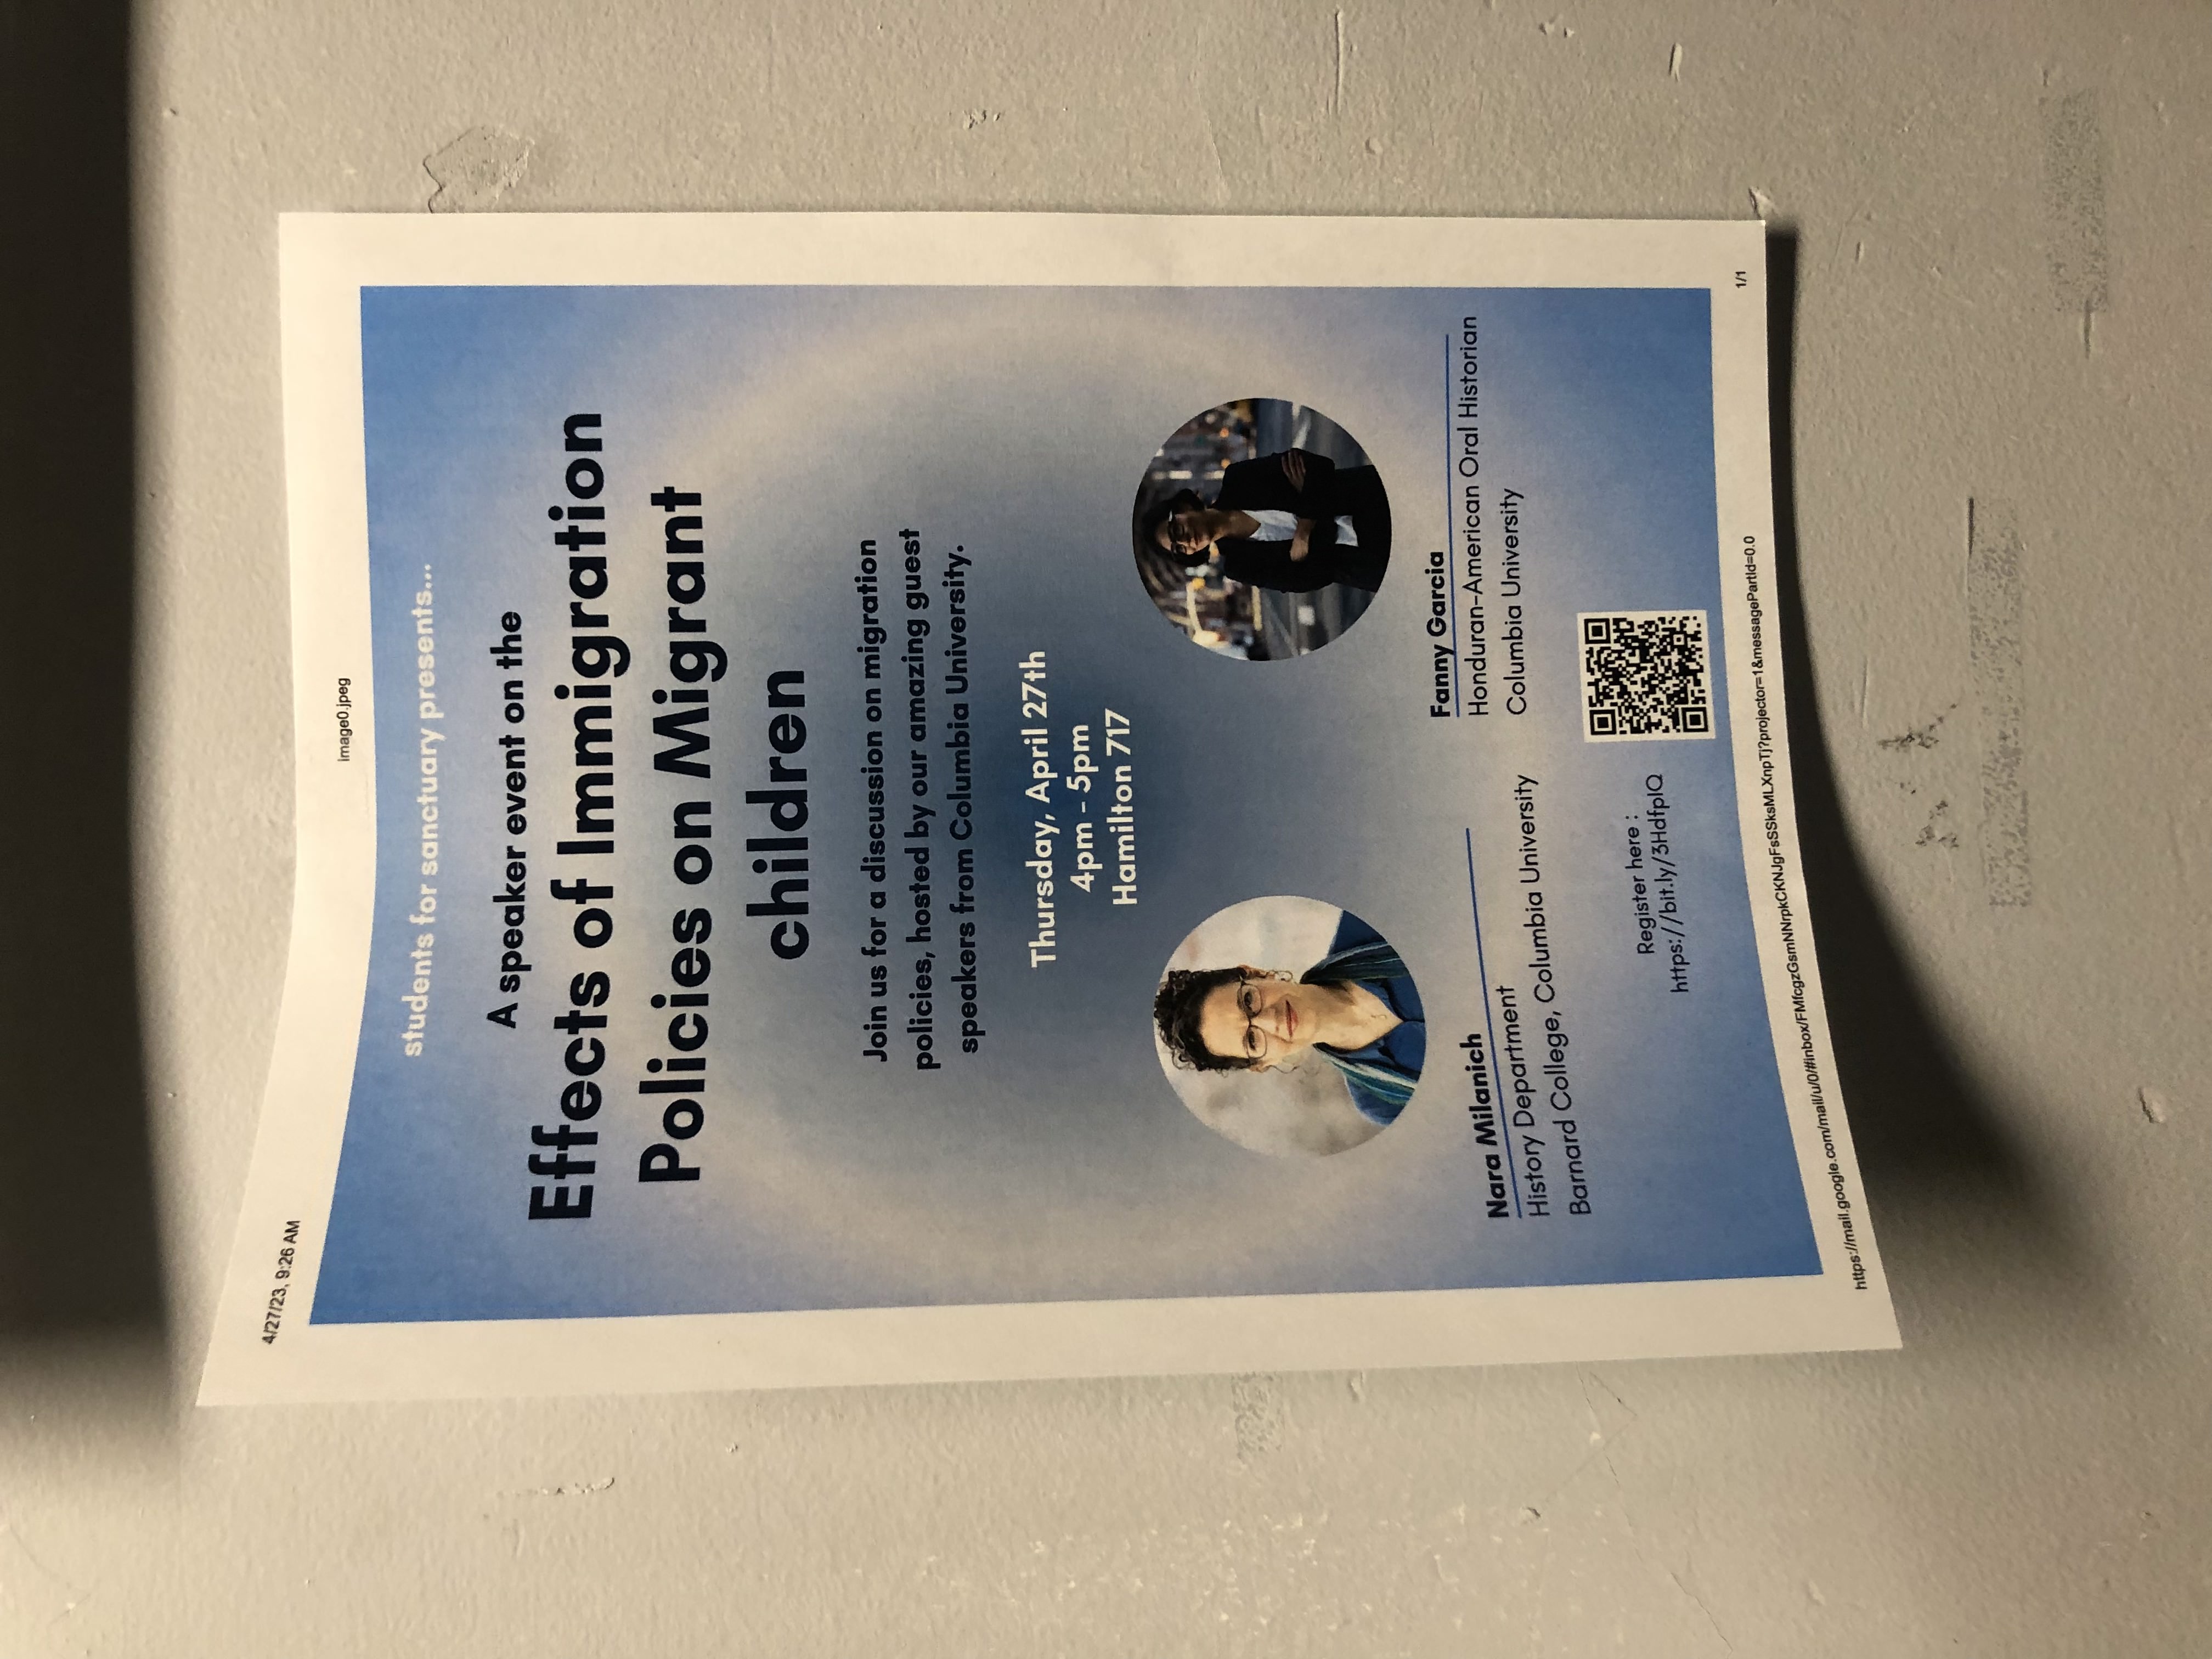 4/27/23, 9:26 AM
image0.jpeg
students for sanctuary presents...
A speaker event on the
Effects of Immigration
Policies on Migrant
children
Join us for a discussion on migration
policies, hosted by our amazing guest
speakers from Columbia University.
Thursday, April 27th
4pm - 5pm
Hamilton 717
Nara Milanich
History Department
Barnard College, Columbia University
Fanny Garcia
Honduran-American Oral Historian
Columbia University
Register here :
https://bit.ly/3HdfplQ
https://mail.google.com/mail/u/0/#inbox/FMfcgzGsmNNrpkCKNJgFsSSksMLXnpTj?projector=1&messagePartId=0.0
1/1